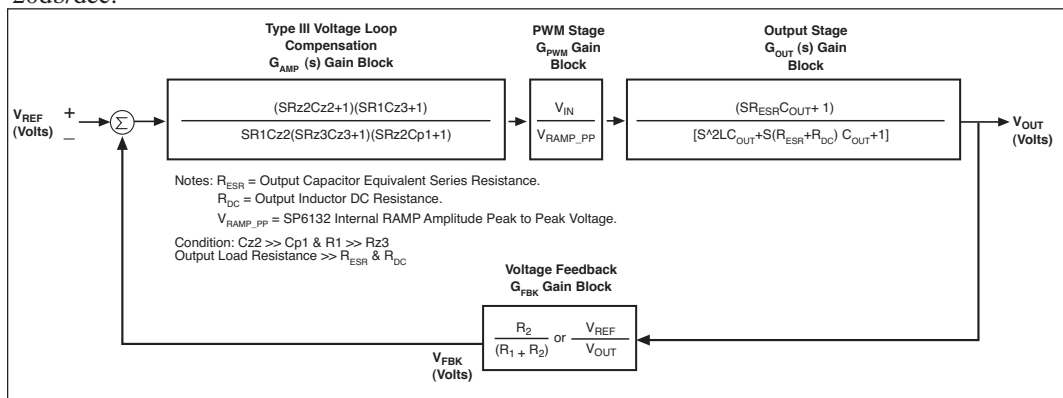 -20db/dec.
Type III Voltage Loop
Compensation
G_AMP (s) Gain Block
PWM Stage
G_PWM Gain
Block
Output Stage
G_OUT (s) Gain
Block
V_REF
(Volts)
+
−
Σ
(SRz2Cz2+1)(SR1Cz3+1)
SR1Cz2(SRz3Cz3+1)(SRz2Cp1+1)
V_IN
V_RAMP_PP
(SR_ESRC_OUT+ 1)
[S^2LC_OUT+S(R_ESR+R_DC) C_OUT+1]
V_OUT
(Volts)
Notes: R_ESR = Output Capacitor Equivalent Series Resistance.
R_DC = Output Inductor DC Resistance.
V_RAMP_PP = SP6132 Internal RAMP Amplitude Peak to Peak Voltage.
Condition: Cz2 >> Cp1 & R1 >> Rz3
Output Load Resistance >> R_ESR & R_DC
Voltage Feedback
G_FBK Gain Block
R_2
(R_1 + R_2)
or
V_REF
V_OUT
V_FBK
(Volts)